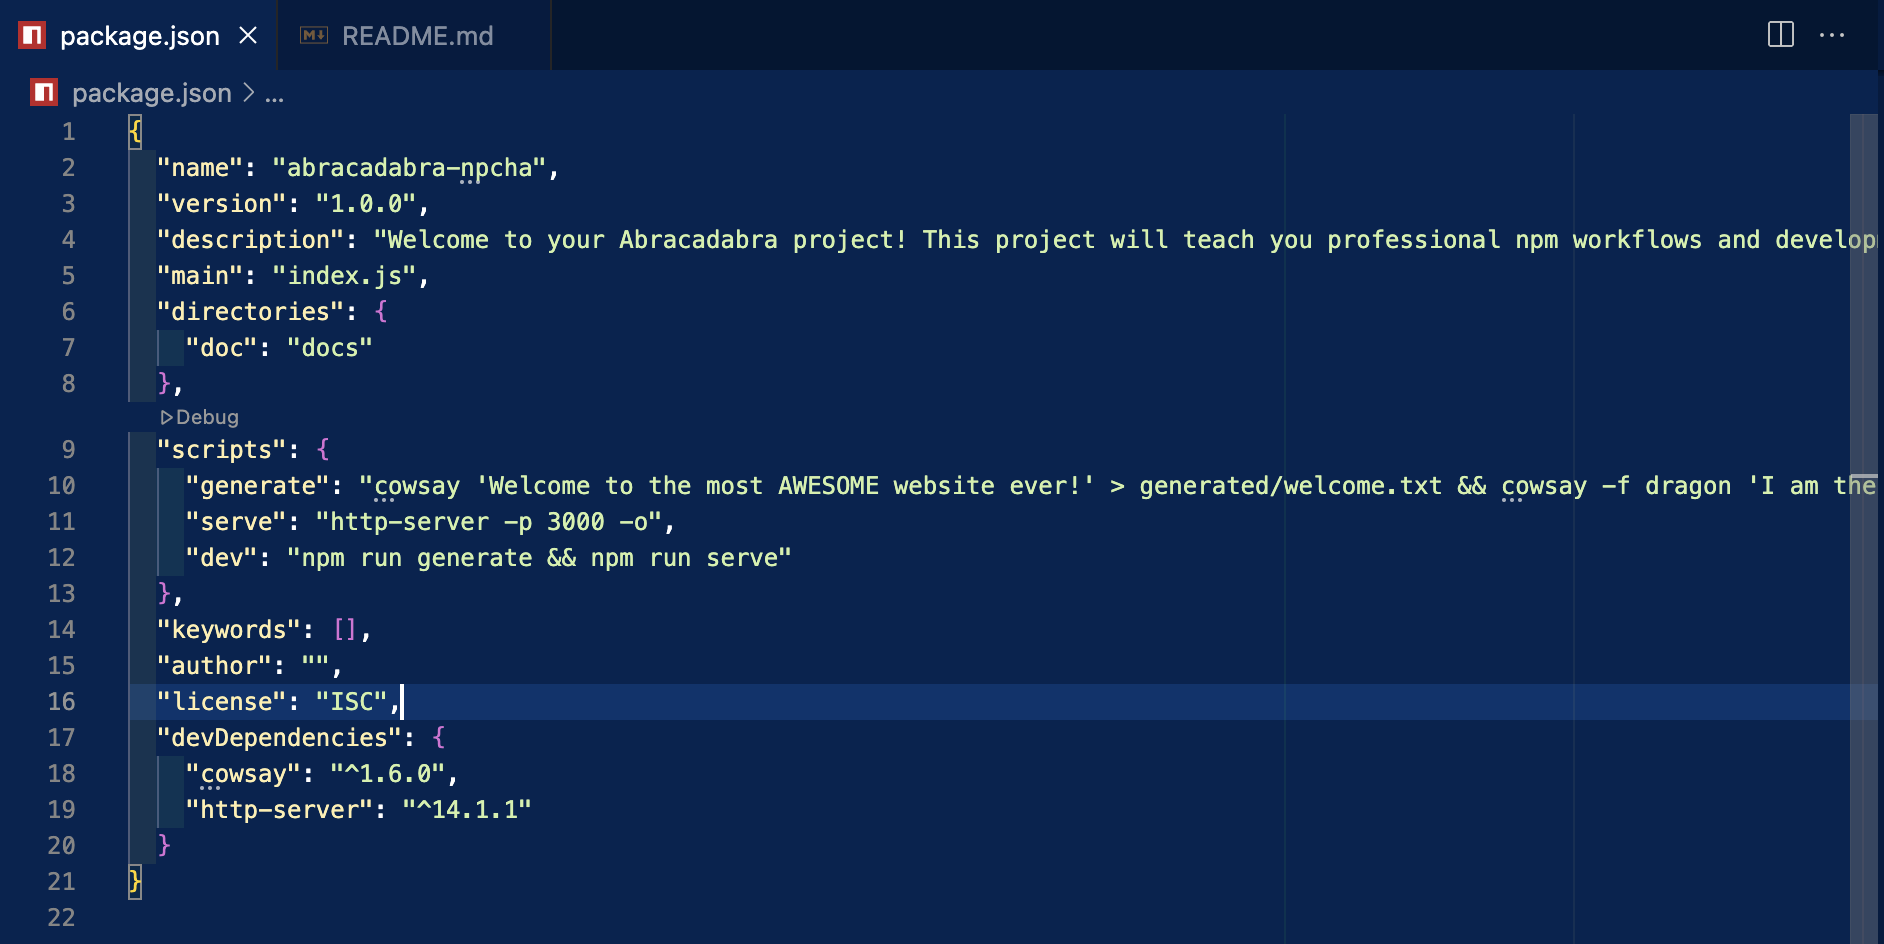 package.json × README.md ...
package.json > ...
1 {
2 "name": "abracadabra-npcha",
3 "version": "1.0.0",
4 "description": "Welcome to your Abracadabra project! This project will teach you professional npm workflows and develop
5 "main": "index.js",
6 "directories": {
7 "doc": "docs"
8 },
Debug
9 "scripts": {
10 "generate": "cowsay 'Welcome to the most AWESOME website ever!' > generated/welcome.txt && cowsay -f dragon 'I am the
11 "serve": "http-server -p 3000 -o",
12 "dev": "npm run generate && npm run serve"
13 },
14 "keywords": [],
15 "author": "",
16 "license": "ISC",
17 "devDependencies": {
18 "cowsay": "^1.6.0",
19 "http-server": "^14.1.1"
20 }
21 }
22